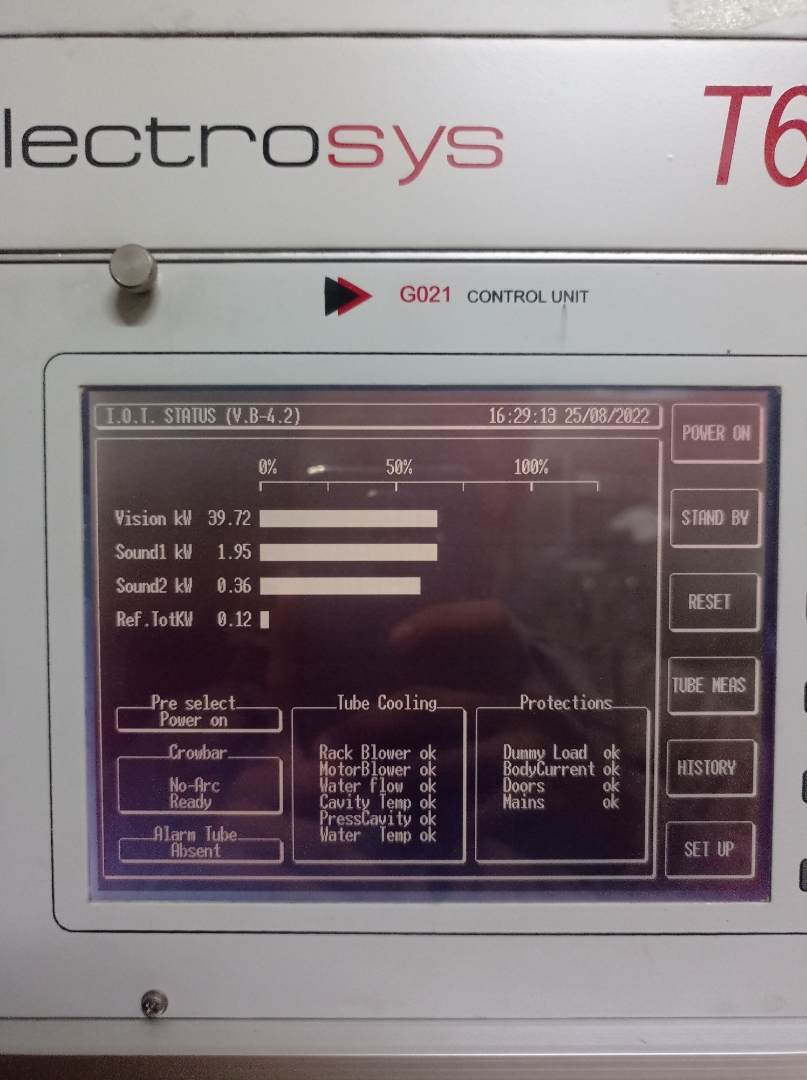 lectrosys T6
G021 CONTROL UNIT
I.O.T. STATUS (V.B-4.2) 16:29:13 25/08/2022
0% 50% 100%
Vision kW 39.72
Sound1 kW 1.95
Sound2 kW 0.36
Ref.TotKW 0.12
Pre select
Power on
Crowbar
No-Arc
Ready
Alarm Tube
Absent
Tube Cooling
Rack Blower ok
MotorBlower ok
Water flow ok
Cavity Temp ok
PressCavity ok
Water Temp ok
Protections
Dummy Load ok
BodyCurrent ok
Doors ok
Mains ok
POWER ON
STAND BY
RESET
TUBE MEAS
HISTORY
SET UP